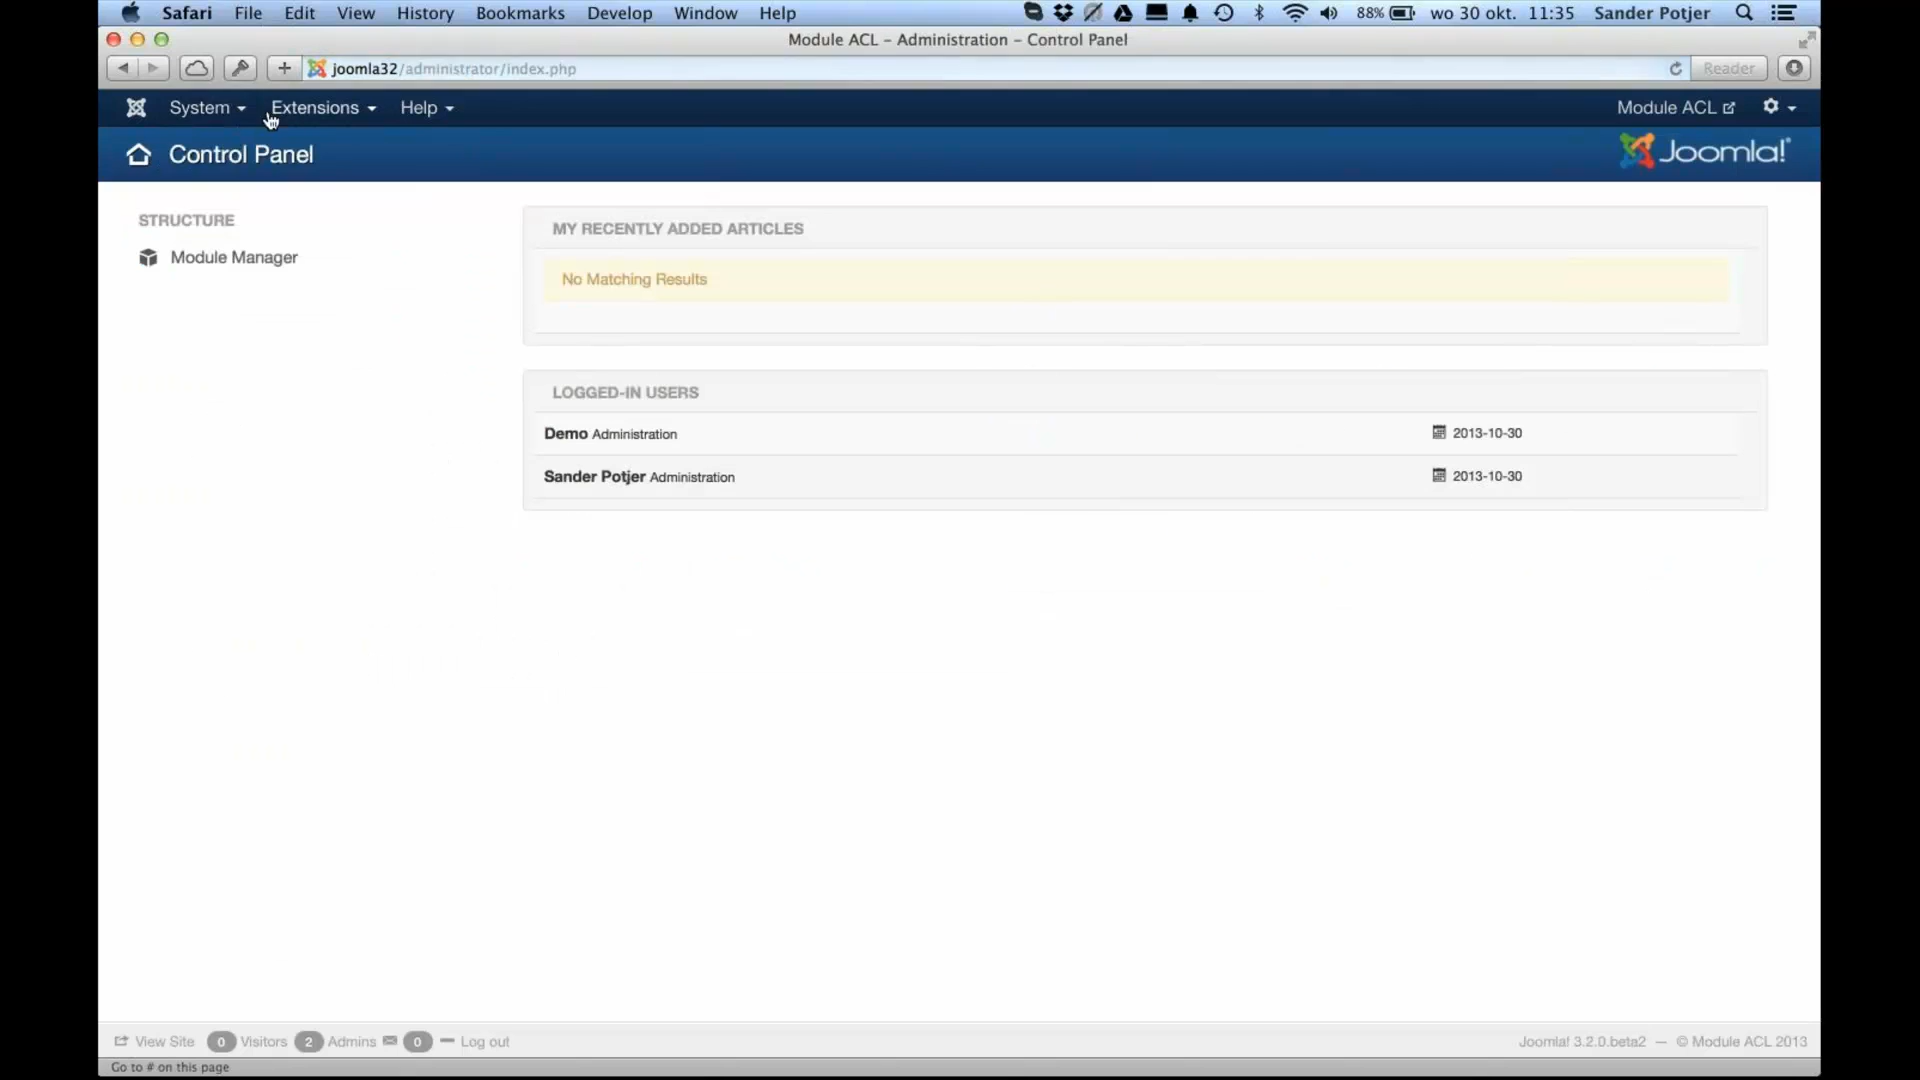 Safari File Edit View History Bookmarks Develop Window Help 88% wo 30 okt. 11:35 Sander Potjer
Module ACL – Administration – Control Panel
joomla32/administrator/index.php Reader
System Extensions Help Module ACL
Control Panel Joomla!
STRUCTURE
Module Manager
MY RECENTLY ADDED ARTICLES
No Matching Results
LOGGED-IN USERS
Demo Administration 2013-10-30
Sander Potjer Administration 2013-10-30
View Site 0 Visitors 2 Admins 0 Log out Joomla! 3.2.0.beta2 — © Module ACL 2013
Go to # on this page